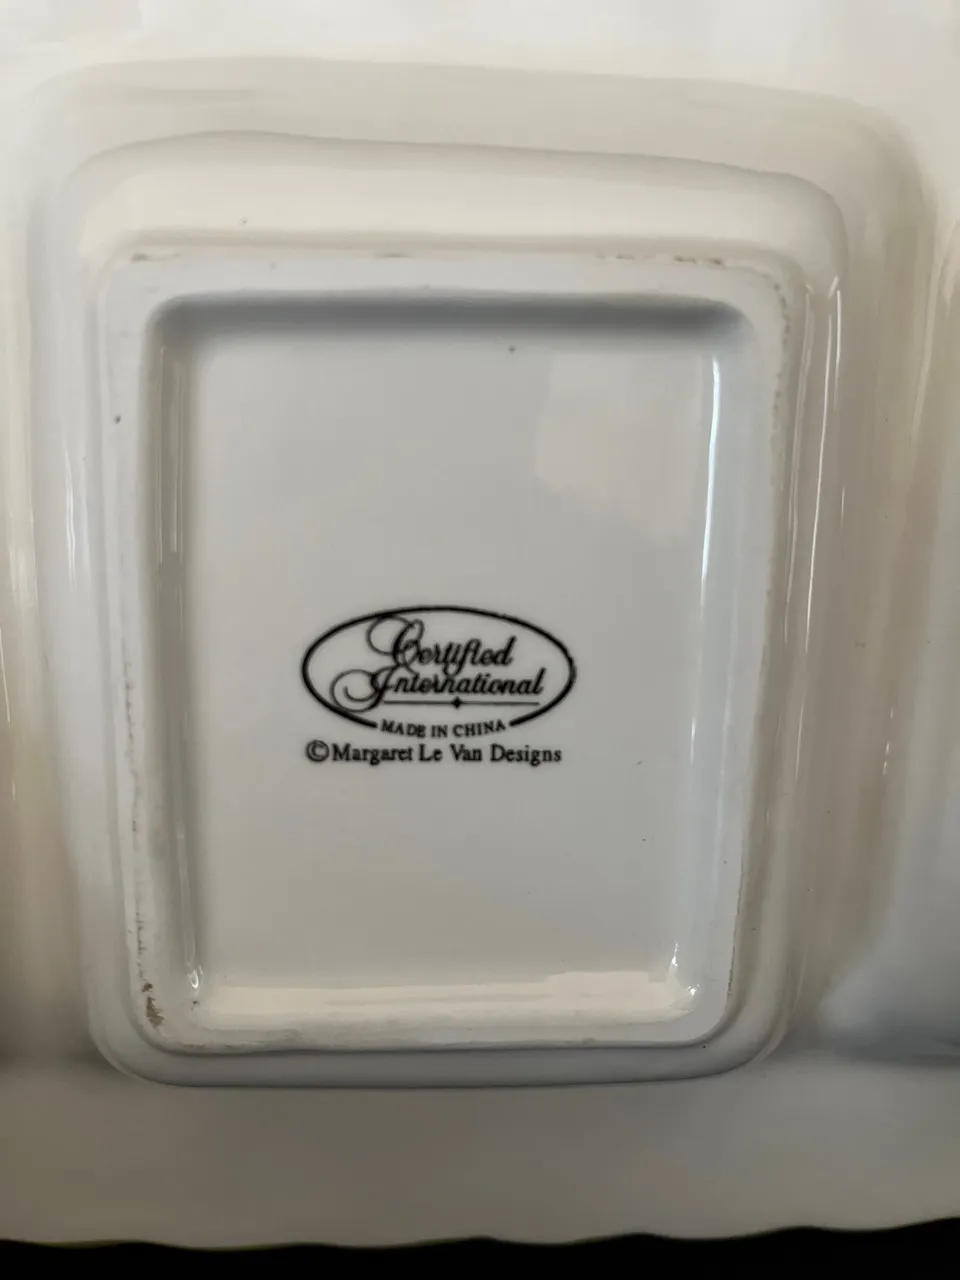 Certified
International
MADE IN CHINA
©Margaret Le Van Designs